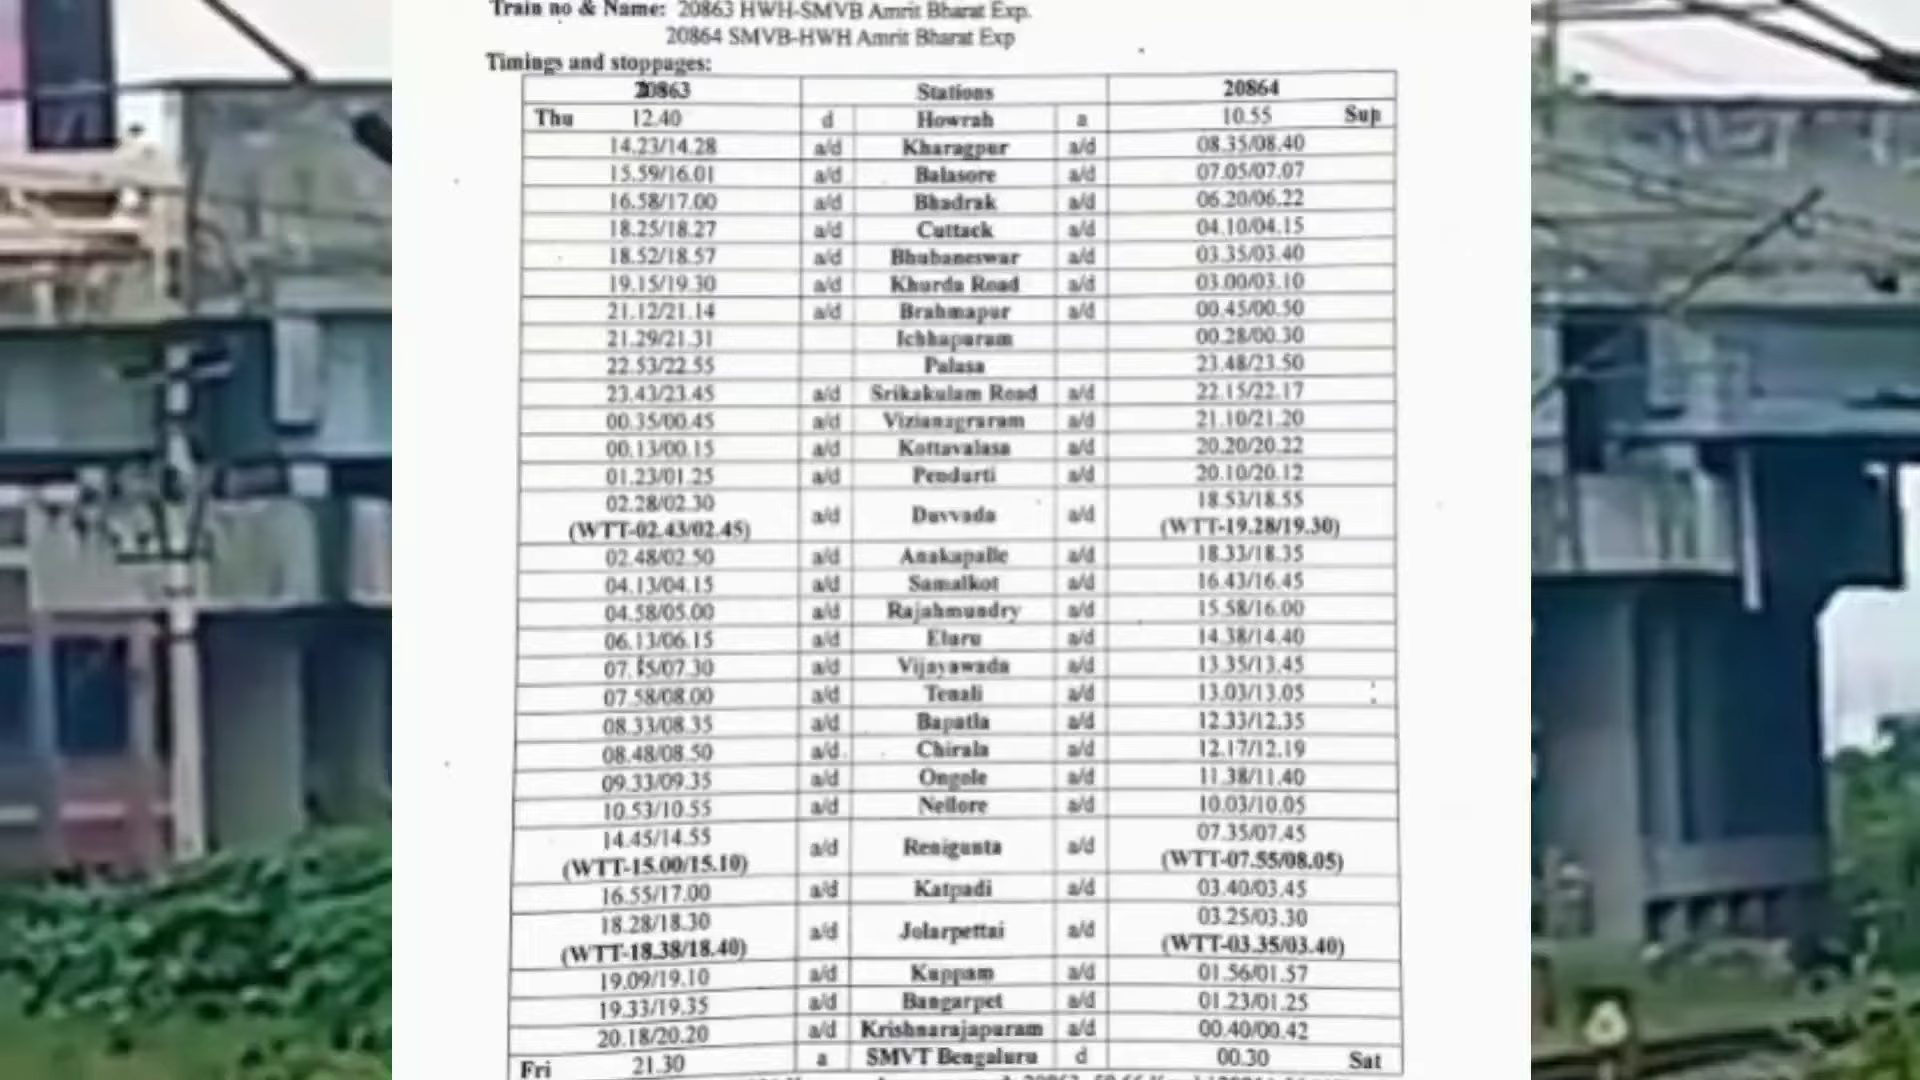 Train no & Name: 20863 HWH-SMVB Amrit Bharat Exp.
20864 SMVB-HWH Amrit Bharat Exp
Timings and stoppages:
20863 Stations 20864
Thu 12.40 d Howrah a 10.55 Sun
14.23/14.28 a/d Kharagpur a/d 08.35/08.40
15.59/16.01 a/d Balasore a/d 07.05/07.07
16.58/17.00 a/d Bhadrak a/d 06.20/06.22
18.25/18.27 a/d Cuttack a/d 04.10/04.15
18.52/18.57 a/d Bhubaneswar a/d 03.35/03.40
19.15/19.30 a/d Khurda Road a/d 03.00/03.10
21.12/21.14 a/d Brahmapur a/d 00.45/00.50
21.29/21.31 Ichhapuram 00.28/00.30
22.53/22.55 Palasa 23.48/23.50
23.43/23.45 a/d Srikakulam Road a/d 22.15/22.17
00.35/00.45 a/d Vizianagraram a/d 21.10/21.20
00.13/00.15 a/d Kottavalasa a/d 20.20/20.22
01.23/01.25 a/d Pendurti a/d 20.10/20.12
02.28/02.30 a/d Duvvada a/d 18.53/18.55
(WTT-02.43/02.45) (WTT-19.28/19.30)
02.48/02.50 a/d Anakapalle a/d 18.33/18.35
04.13/04.15 a/d Samalkot a/d 16.43/16.45
04.58/05.00 a/d Rajahmundry a/d 15.58/16.00
06.13/06.15 a/d Eluru a/d 14.38/14.40
07.15/07.30 a/d Vijayawada a/d 13.35/13.45
07.58/08.00 a/d Tenali a/d 13.03/13.05
08.33/08.35 a/d Bapatla a/d 12.33/12.35
08.48/08.50 a/d Chirala a/d 12.17/12.19
09.33/09.35 a/d Ongole a/d 11.38/11.40
10.53/10.55 a/d Nellore a/d 10.03/10.05
14.45/14.55 a/d Renigunta a/d 07.35/07.45
(WTT-15.00/15.10) (WTT-07.55/08.05)
16.55/17.00 a/d Katpadi a/d 03.40/03.45
18.28/18.30 a/d Jolarpettai a/d 03.25/03.30
(WTT-18.38/18.40) (WTT-03.35/03.40)
19.09/19.10 a/d Kuppam a/d 01.56/01.57
19.33/19.35 a/d Bangarpet a/d 01.23/01.25
20.18/20.20 a/d Krishnarajapuram a/d 00.40/00.42
Fri 21.30 a SMVT Bengaluru d 00.30 Sat